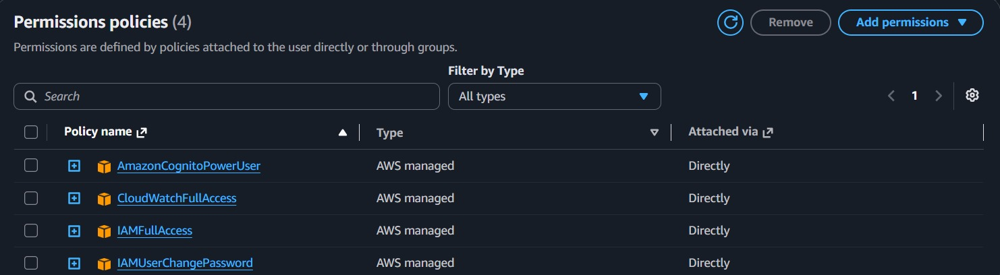 Permissions policies (4)
Remove
Add permissions
Permissions are defined by policies attached to the user directly or through groups.
Filter by Type
Search
All types
1
Policy name
Type
Attached via
AmazonCognitoPowerUser
AWS managed
Directly
CloudWatchFullAccess
AWS managed
Directly
IAMFullAccess
AWS managed
Directly
IAMUserChangePassword
AWS managed
Directly